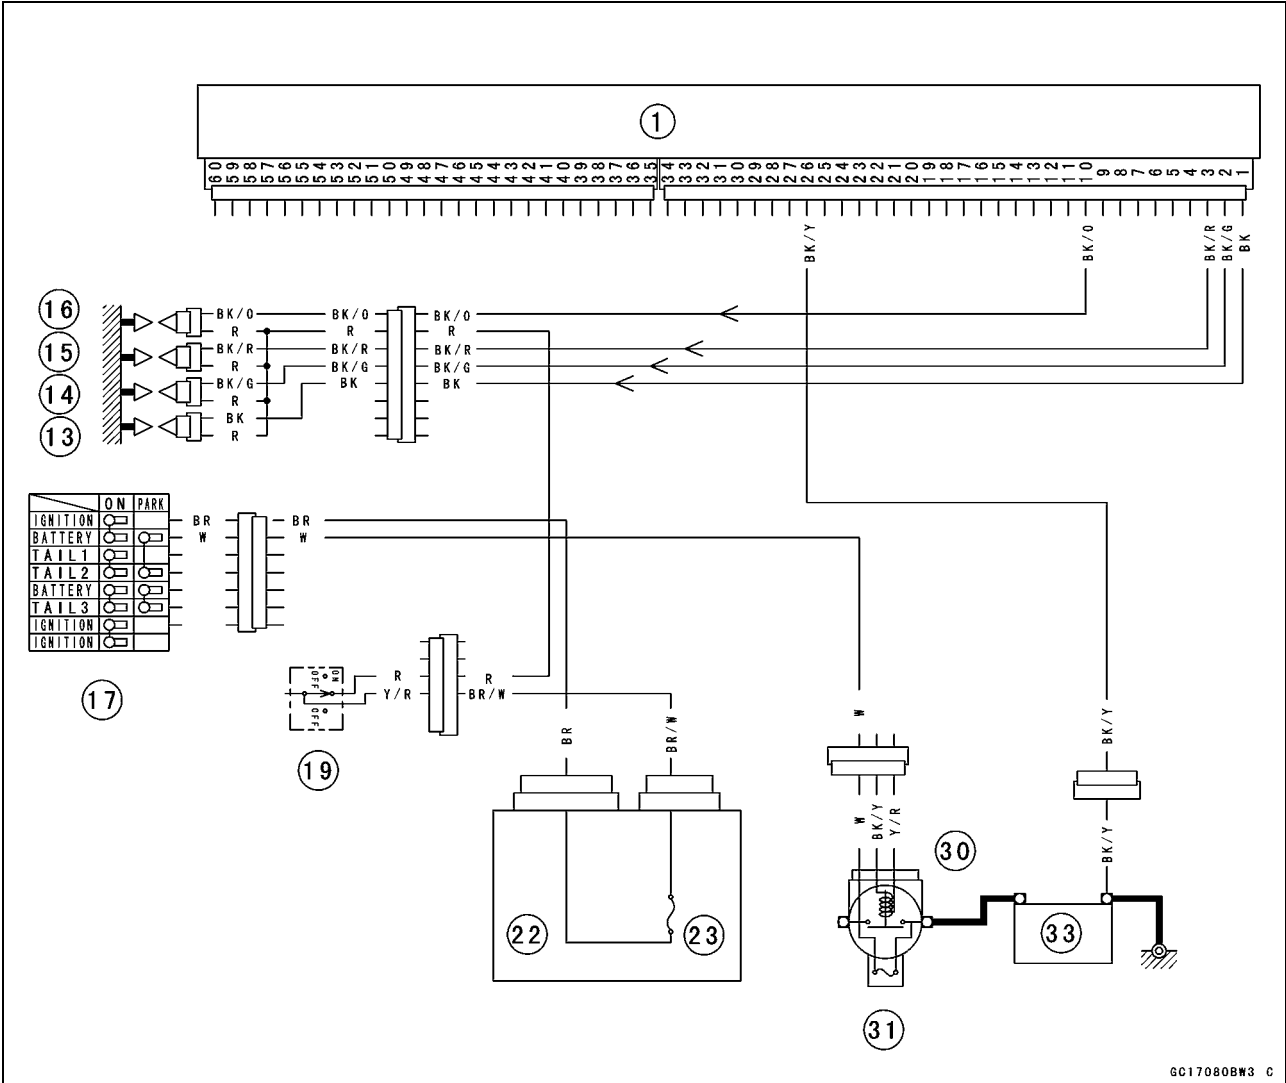 1
60 59 58 57 56 55 54 53 52 51 50 49 48 47 46 45 44 43 42 41 40 39 38 37 36 35 34 33 32 31 30 29 28 27 26 25 24 23 22 21 20 19 18 17 16 15 14 13 12 11 10 9 8 7 6 5 4 3 2 1
BK/Y BK/O BK/R BK/G BK
16 BK/O BK/O BK/O
R R R
15 BK/R BK/R BK/R
R BK/G BK/G
14 BK/G BK BK
R
13 BK
R
ON PARK
IGNITION BR BR
BATTERY W W
TAIL1
TAIL2
BATTERY
TAIL3
IGNITION
IGNITION
17
ON
OFF
OFF
R R
Y/R BR/W
19
BR BR/W W BK/Y
W BK/Y Y/R BK/Y
30
22 23 33
31
GC17080BW3 C